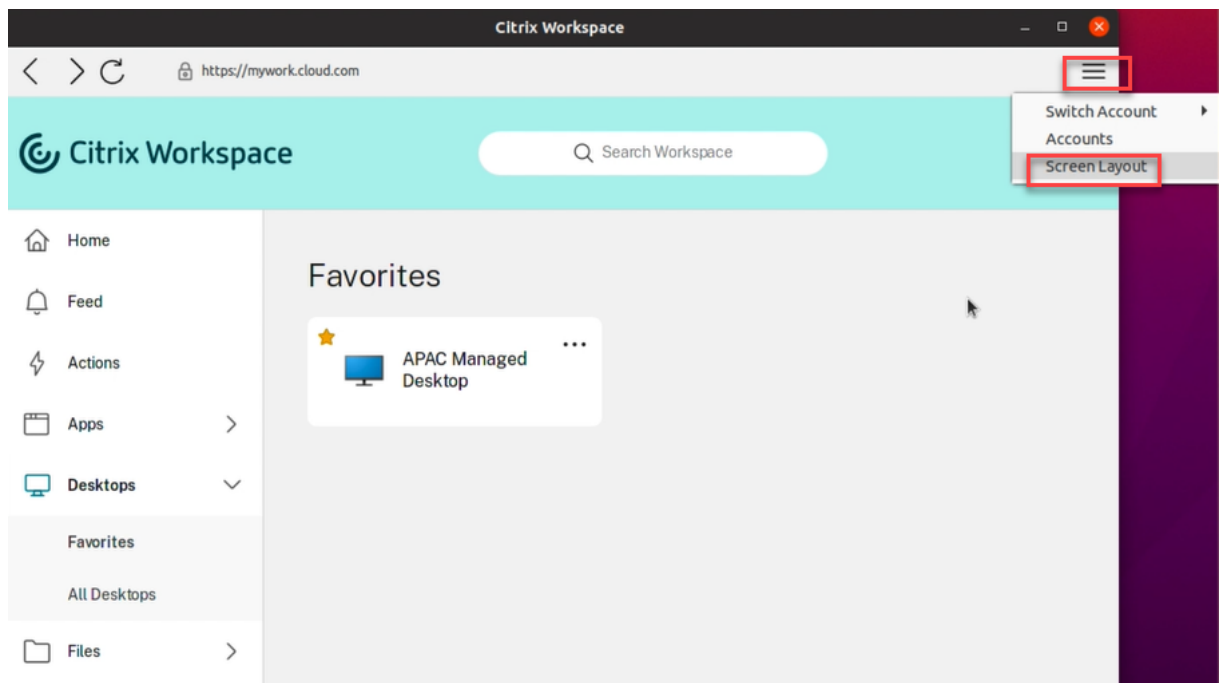 Citrix Workspace
https://mywork.cloud.com
Switch Account
Accounts
Screen Layout
Citrix Workspace
Search Workspace
Home
Feed
Actions
Apps
Desktops
Favorites
All Desktops
Files
Favorites
APAC Managed
Desktop